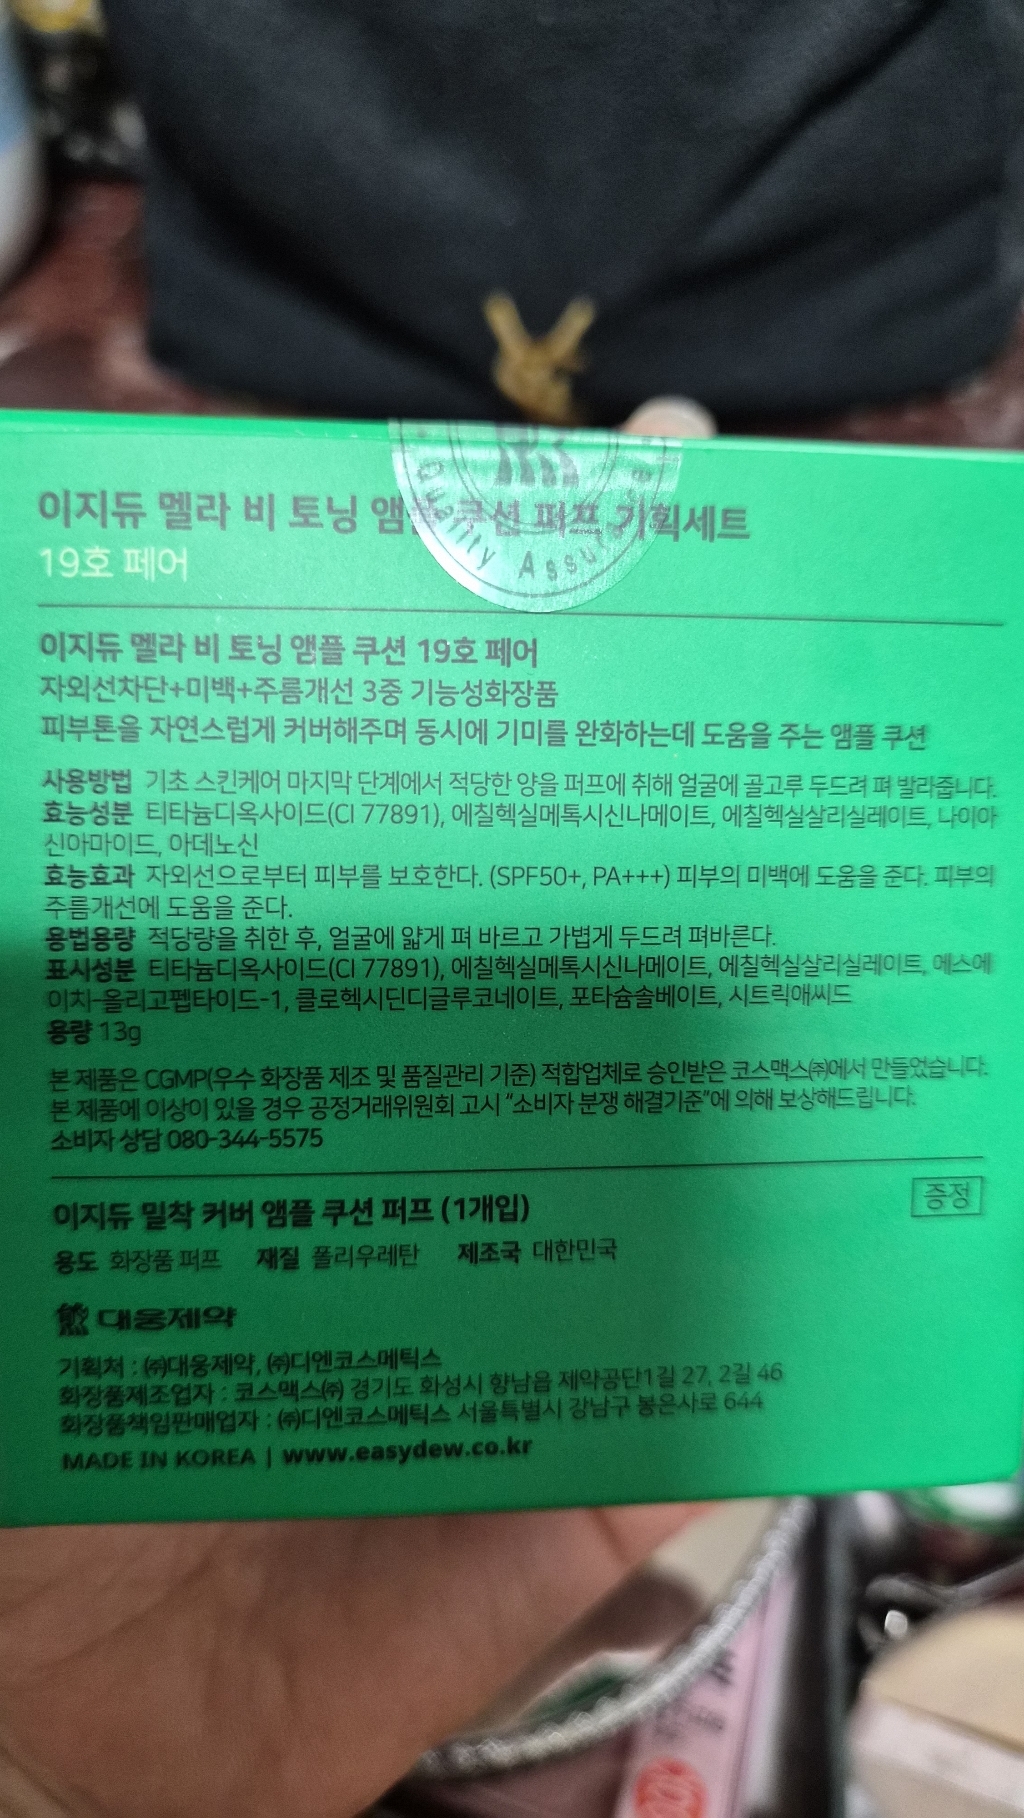 이지듀 멜라 비 토닝 앰플 쿠션 퍼프 기획세트
Quality Assu
19호 페어
이지듀 멜라 비 토닝 앰플 쿠션 19호 페어
자외선차단+미백+주름개선 3중 기능성화장품
피부톤을 자연스럽게 커버해주며 동시에 기미를 완화하는데 도움을 주는 앰플 쿠션
사용방법 기초 스킨케어 마지막 단계에서 적당한 양을 퍼프에 취해 얼굴에 골고루 두드려 펴 발라줍니다.
효능성분 티타늄디옥사이드(CI 77891), 에칠헥실메톡시신나메이트, 에칠헥실살리실레이트, 나이아
신아마이드, 아데노신
효능효과 자외선으로부터 피부를 보호한다. (SPF50+, PA+++) 피부의 미백에 도움을 준다. 피부의
주름개선에 도움을 준다.
용법용량 적당량을 취한 후, 얼굴에 얇게 펴 바르고 가볍게 두드려 펴바른다.
표시성분 티타늄디옥사이드(CI 77891), 에칠헥실메톡시신나메이트, 에칠헥실살리실레이트, 에스에
이치-올리고펩타이드-1, 클로헥시딘디글루코네이트, 포타슘솔베이트, 시트릭애씨드
용량 13g
본 제품은 CGMP(우수 화장품 제조 및 품질관리 기준) 적합업체로 승인받은 코스맥스㈜에서 만들었습니다.
본 제품에 이상이 있을 경우 공정거래위원회 고시 “소비자 분쟁 해결기준”에 의해 보상해드립니다.
소비자 상담 080-344-5575
이지듀 밀착 커버 앰플 쿠션 퍼프 (1개입) 증정
용도 화장품 퍼프 재질 폴리우레탄 제조국 대한민국
대웅제약
기획처 : ㈜대웅제약, ㈜디엔코스메틱스
화장품제조업자 : 코스맥스㈜ 경기도 화성시 향남읍 제약공단1길 27, 2길 46
화장품책임판매업자 : ㈜디엔코스메틱스 서울특별시 강남구 봉은사로 644
MADE IN KOREA | www.easydew.co.kr